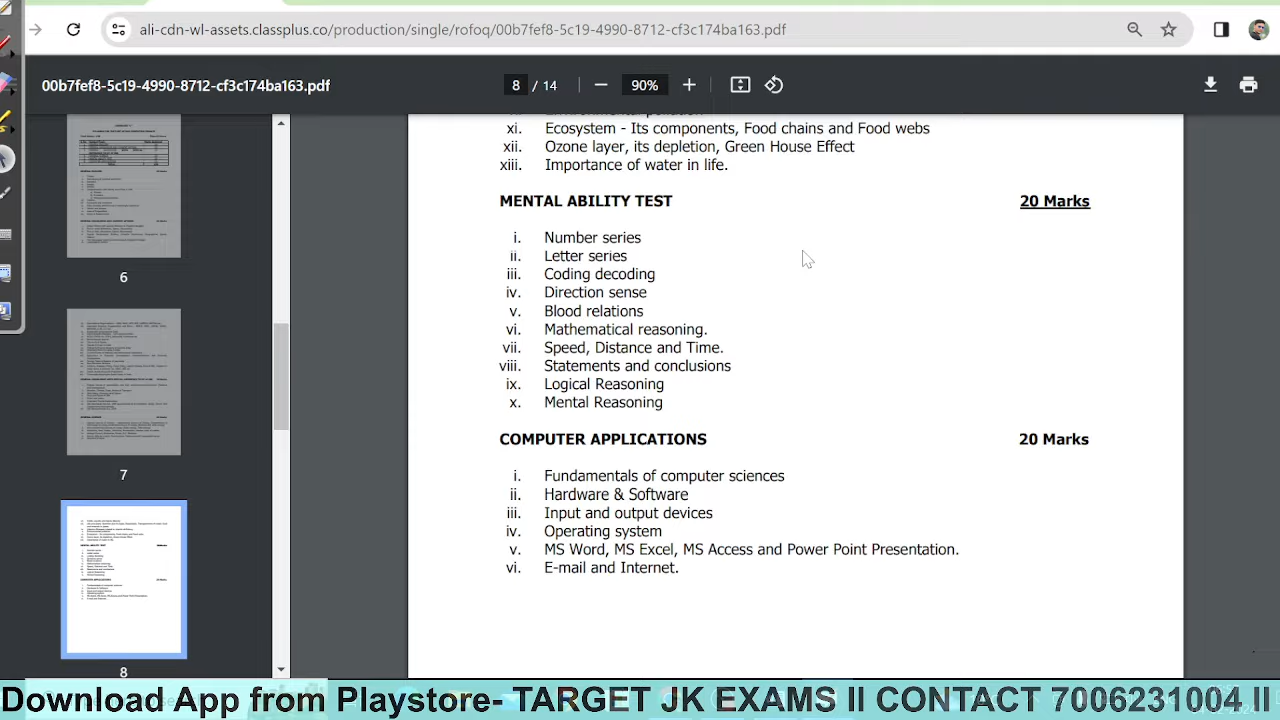 ali-cdn-wl-assets.classplus.co/production/single/rofoq/00b7fef8-5c19-4990-8712-cf3c174ba163.pdf
00b7fef8-5c19-4990-8712-cf3c174ba163.pdf
8 / 14
90%
xi. Ecosystem - Its components, Food chains and Food webs
xii. Ozone layer, its depletion, Green House Effect
xiii. Importance of water in life.
MENTAL ABILITY TEST 20 Marks
i. Number series
ii. Letter series
iii. Coding decoding
iv. Direction sense
v. Blood relations
vi. Mathematical reasoning.
vii. Speed, Distance and Time.
viii. Statements and conclusions
ix. Logical Reasoning
x. Mental Reasoning
COMPUTER APPLICATIONS 20 Marks
i. Fundamentals of computer sciences
ii. Hardware & Software
iii. Input and output devices
iv. Operating system
MS Word, MS Excel, MS Access and Power Point Presentation
vi. E-mail and Internet.
6
7
8
Download App from Playstore- TARGET JK EXAMS II CONTACT 7006231004 II